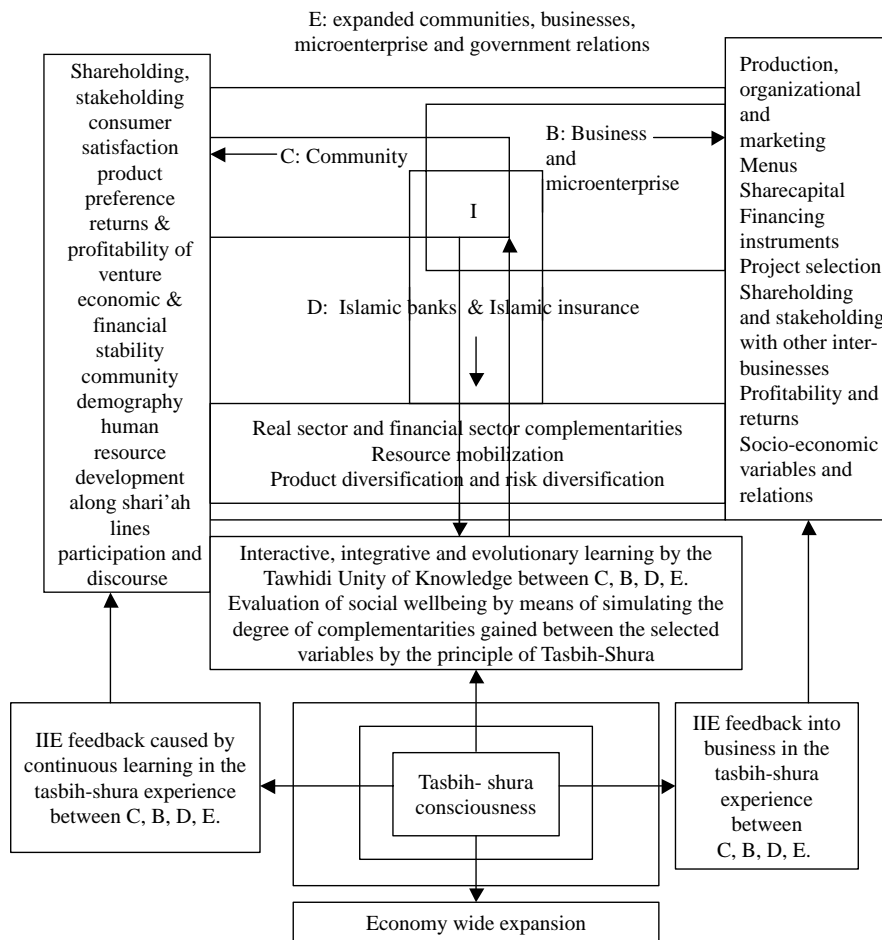 E: expanded communities, businesses,
microenterprise and government relations
Shareholding,
stakeholding
consumer
satisfaction
product
preference
returns &
profitability of
venture
economic &
financial
stability
community
demography
human
resource
development
along shari'ah
lines
participation and
discourse
C: Community
B: Business
and
microenterprise
I
D: Islamic banks & Islamic insurance
Production,
organizational
and
marketing
Menus
Sharecapital
Financing
instruments
Project selection
Shareholding
and stakeholding
with other inter-
businesses
Profitability and
returns
Socio-economic
variables and
relations
Real sector and financial sector complementarities
Resource mobilization
Product diversification and risk diversification
Interactive, integrative and evolutionary learning by the
Tawhidi Unity of Knowledge between C, B, D, E.
Evaluation of social wellbeing by means of simulating the
degree of complementarities gained between the selected
variables by the principle of Tasbih-Shura
IIE feedback caused by
continuous learning in the
tasbih-shura experience
between C, B, D, E.
Tasbih- shura
consciousness
IIE feedback into
business in the
tasbih-shura
experience
between
C, B, D, E.
Economy wide expansion